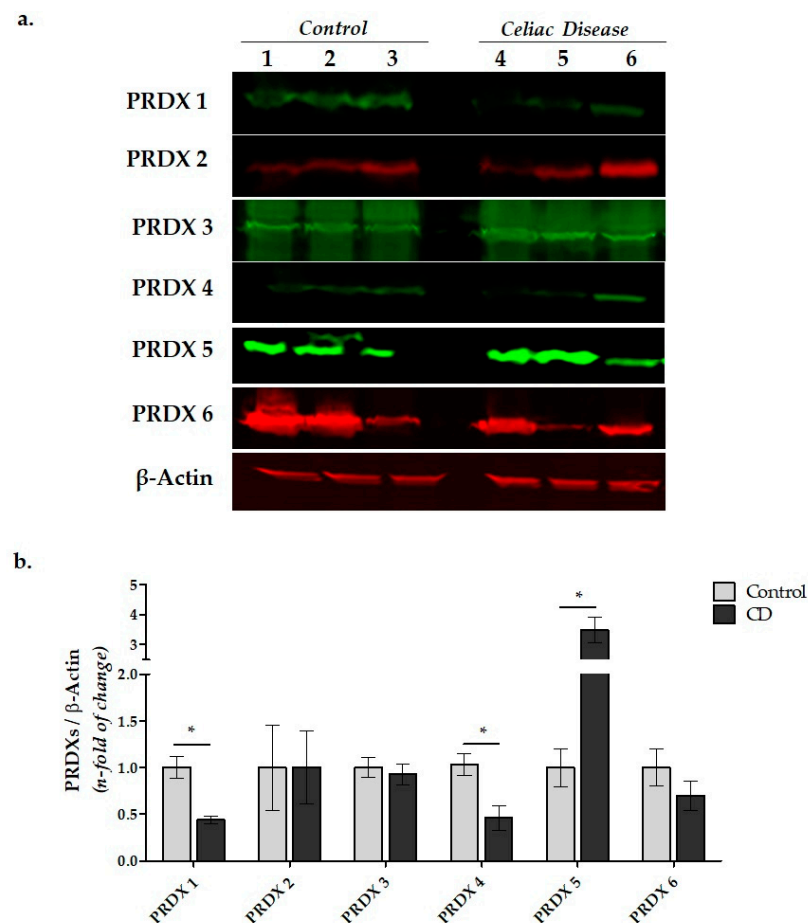 a.
Control Celiac Disease
1 2 3 4 5 6
PRDX 1
PRDX 2
PRDX 3
PRDX 4
PRDX 5
PRDX 6
β-Actin
b.
PRDXs / β-Actin
(n-fold of change)
5
4
3
2.0
1.5
1.0
0.5
0.0
* * *
Control
CD
PRDX 1 PRDX 2 PRDX 3 PRDX 4 PRDX 5 PRDX 6